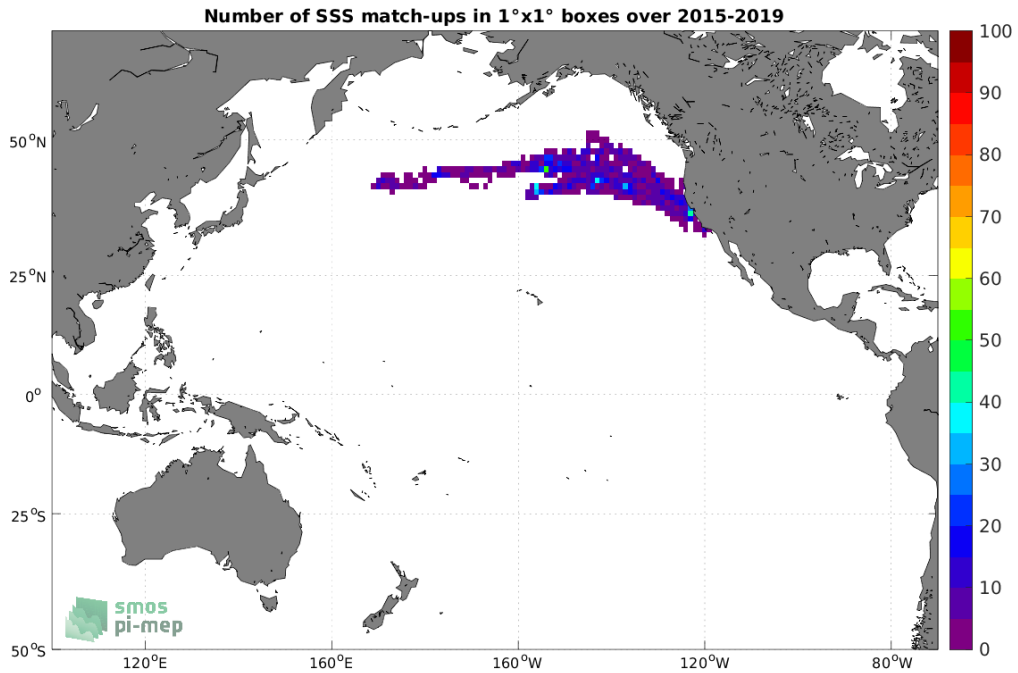 Number of SSS match-ups in 1°x1° boxes over 2015-2019
100
90
80
70
60
50
40
30
20
10
0
50°N
25°N
0°
25°S
50°S
120°E
160°E
160°W
120°W
80°W
smos
pi-mep